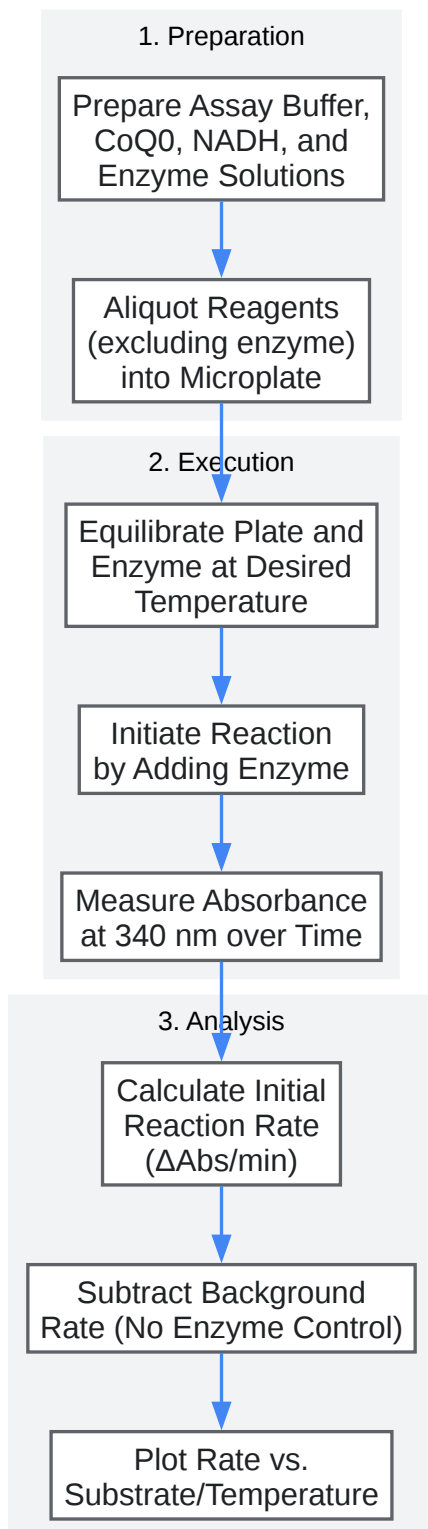 1. Preparation
Prepare Assay Buffer,
CoQ0, NADH, and
Enzyme Solutions
Aliquot Reagents
(excluding enzyme)
into Microplate
2. Execution
Equilibrate Plate and
Enzyme at Desired
Temperature
Initiate Reaction
by Adding Enzyme
Measure Absorbance
at 340 nm over Time
3. Analysis
Calculate Initial
Reaction Rate
(ΔAbs/min)
Subtract Background
Rate (No Enzyme Control)
Plot Rate vs.
Substrate/Temperature